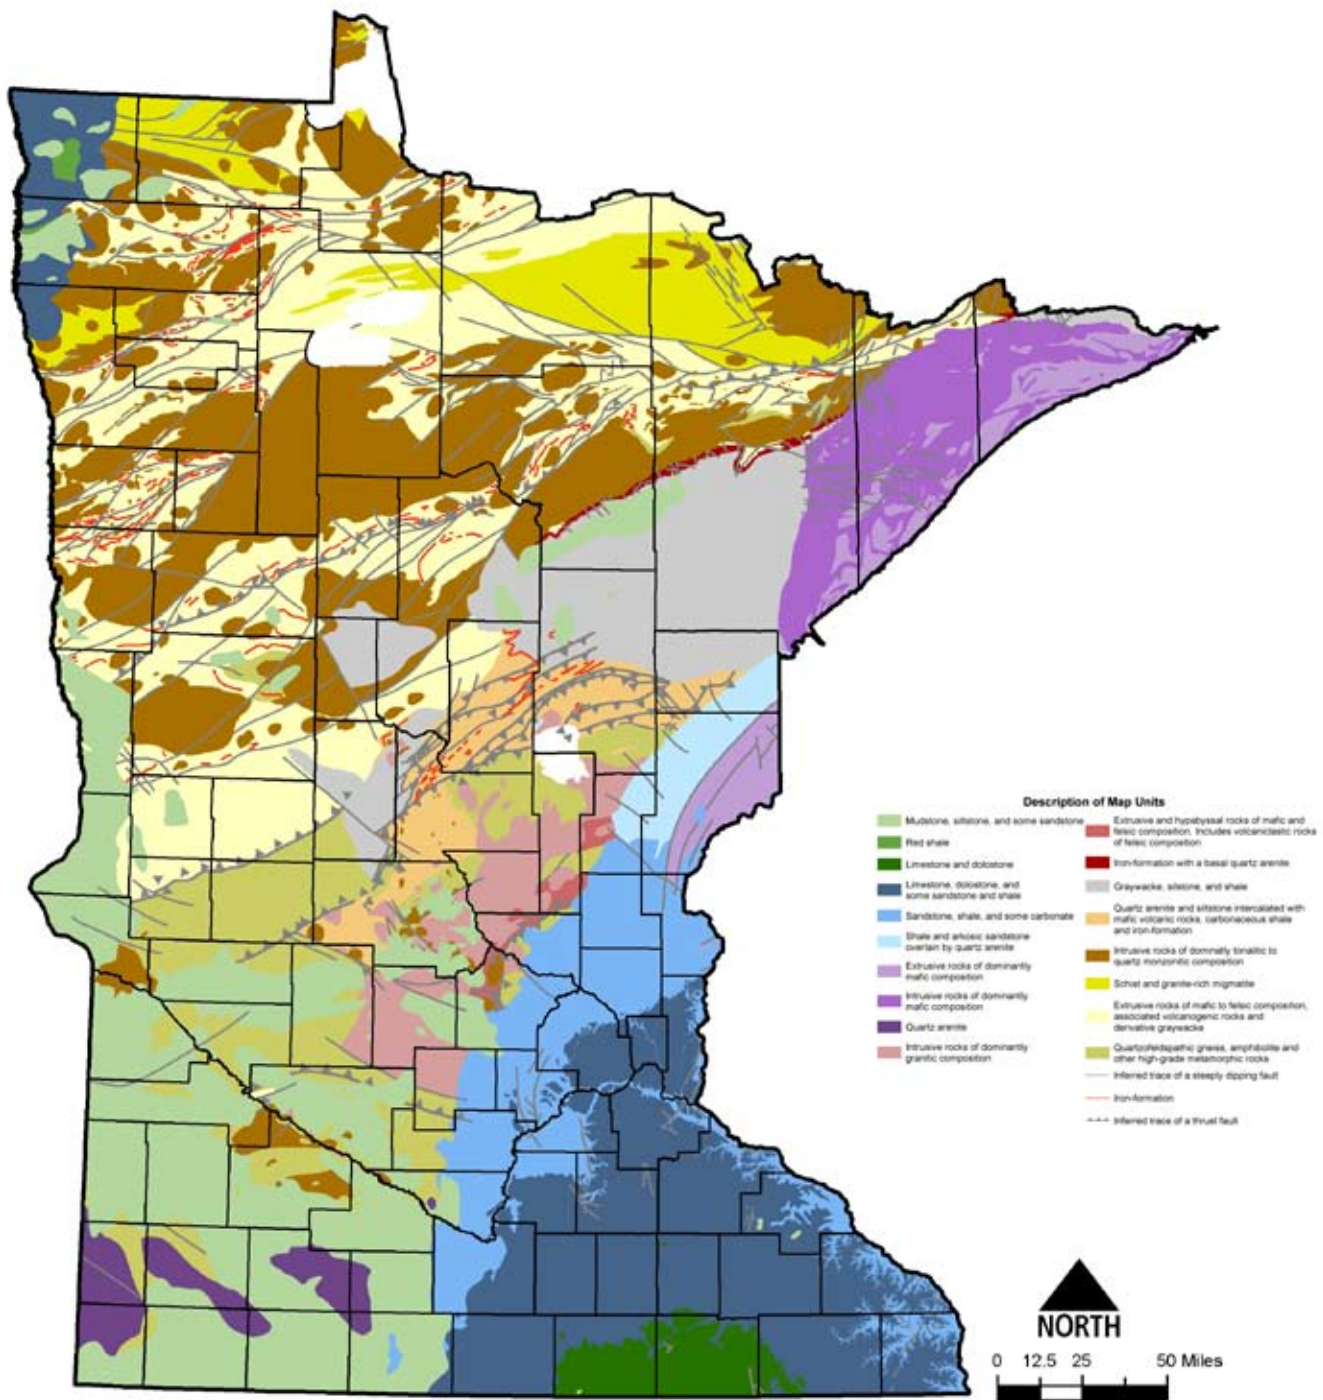 Description of Map Units
Mudstone, siltstone, and some sandstone
Red shale
Limestone and dolostone
Limestone, dolostone, and
some sandstone and shale
Sandstone, shale, and some carbonate
Shale and arkosic sandstone
overlain by quartz arenite
Extrusive rocks of dominantly
mafic composition
Intrusive rocks of dominantly
mafic composition
Quartz arenite
Intrusive rocks of dominantly
granitic composition
Extrusive and hypabyssal rocks of mafic and
felsic composition. Includes volcaniclastic rocks
of felsic composition
Iron-formation with a basal quartz arenite
Graywacke, siltstone, and shale
Quartz arenite and siltstone intercalated with
mafic volcanic rocks, carbonaceous shale
and iron-formation
Intrusive rocks of dominatly tonalitic to
quartz monzonitic composition
Schist and granite-rich migmatite
Extrusive rocks of mafic to felsic composition,
associated volcanogenic rocks and
derivative graywacke
Quartzofeldspathic gneiss, amphibolite and
other high-grade metamorphic rocks
Inferred trace of a steeply dipping fault
Iron-formation
Inferred trace of a thrust fault
NORTH
0 12.5 25 50 Miles